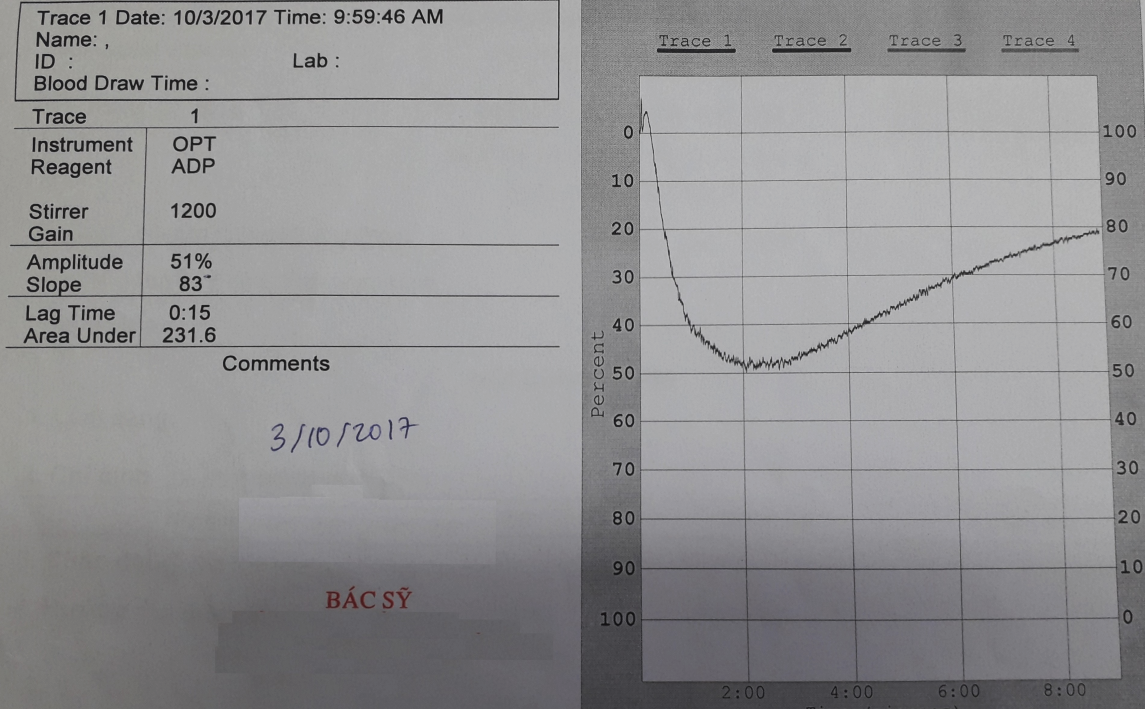 Trace 1 Date: 10/3/2017 Time: 9:59:46 AM
Name: ,
ID : Lab :
Blood Draw Time :
Trace 1
Instrument OPT
Reagent ADP
Stirrer 1200
Gain
Amplitude 51%
Slope 83
Lag Time 0:15
Area Under 231.6
Comments
3/10/2017
BÁC SỸ
Trace 1 Trace 2 Trace 3 Trace 4
0 100
10 90
20 80
30 70
40 60
50 50
60 40
70 30
80 20
90 10
100 0
Percent
2:00 4:00 6:00 8:00